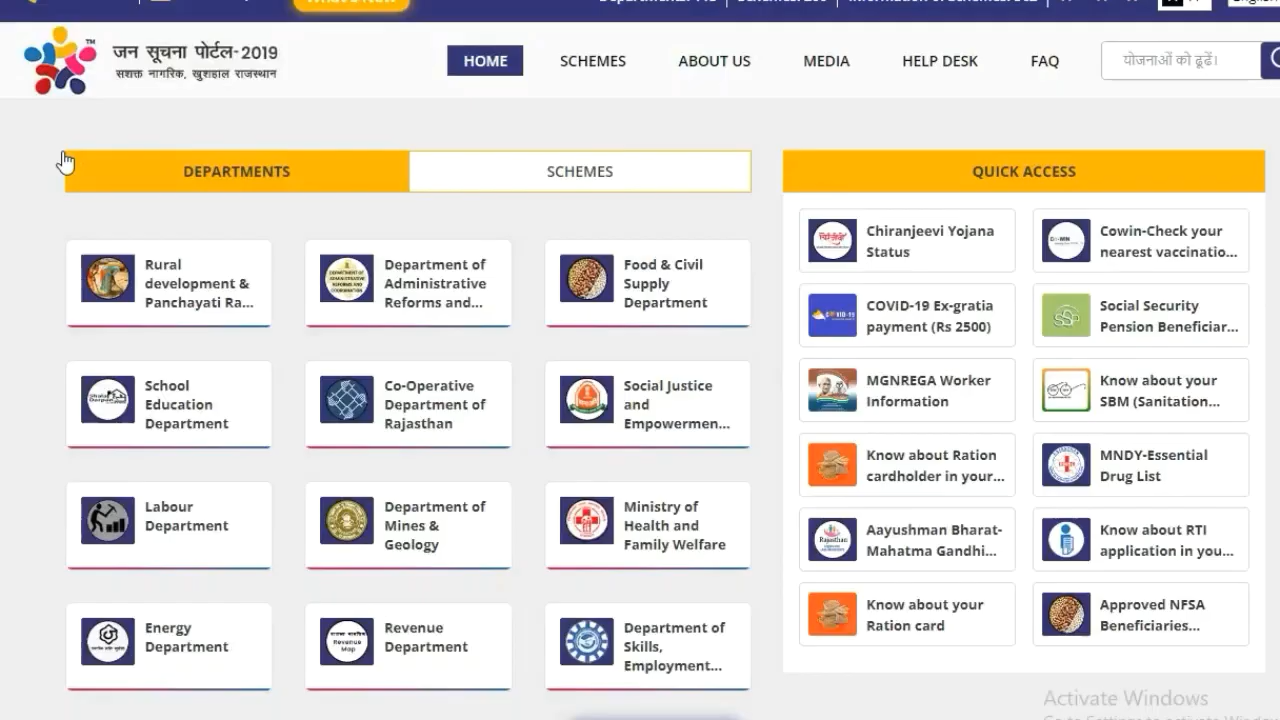 जन सूचना पोर्टल-2019
सशक्त नागरिक, खुशहाल राजस्थान
TM
HOME
SCHEMES
ABOUT US
MEDIA
HELP DESK
FAQ
योजनाओं को ढूढें।
DEPARTMENTS
SCHEMES
Rural
development &
Panchayati Ra...
Department of
Administrative
Reforms and...
Food & Civil
Supply
Department
School
Education
Department
Co-Operative
Department of
Rajasthan
Social Justice
and
Empowermen...
Labour
Department
Department of
Mines &
Geology
Ministry of
Health and
Family Welfare
Energy
Department
Revenue
Department
Department of
Skills,
Employment...
QUICK ACCESS
Chiranjeevi Yojana
Status
Cowin-Check your
nearest vaccinatio...
COVID-19 Ex-gratia
payment (Rs 2500)
Social Security
Pension Beneficiar...
MGNREGA Worker
Information
Know about your
SBM (Sanitation...
Know about Ration
cardholder in your...
MNDY-Essential
Drug List
Aayushman Bharat-
Mahatma Gandhi...
Know about RTI
application in you...
Know about your
Ration card
Approved NFSA
Beneficiaries...
Activate Windows